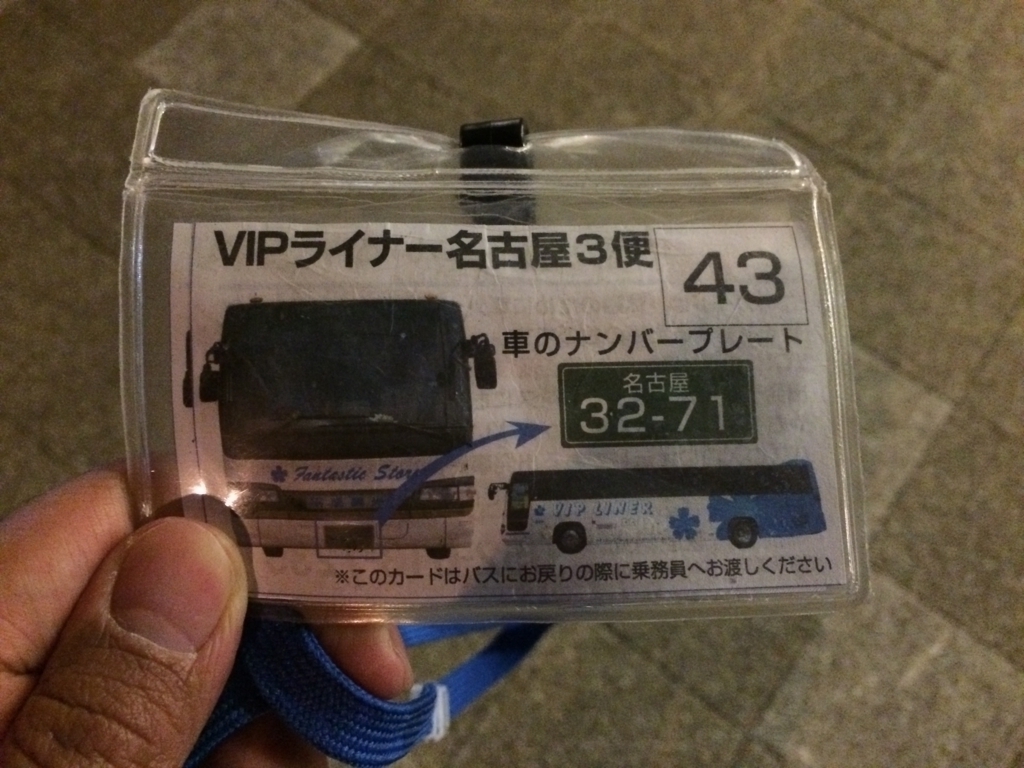 VIPライナー名古屋3便
43
車のナンバープレート
名古屋
32-71
Fantastic Story
VIP LINER
※このカードはバスにお戻りの際に乗務員へお渡しください